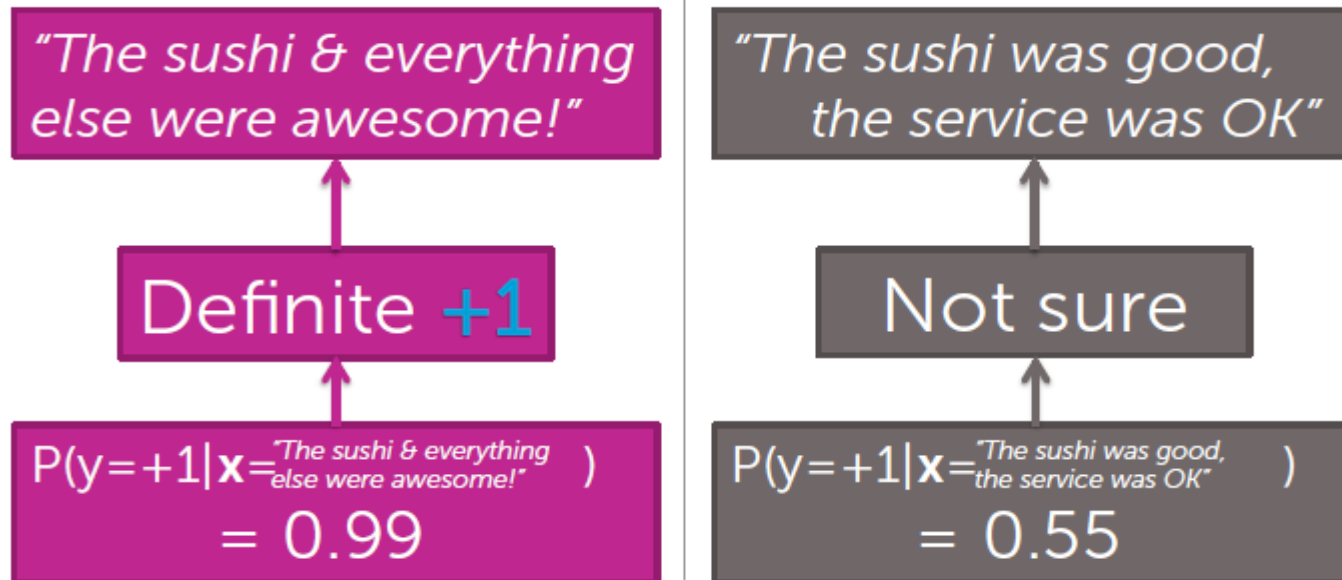 "The sushi & everything
else were awesome!"
Definite +1
P(y=+1|x="The sushi & everything
else were awesome!" )
= 0.99
"The sushi was good,
the service was OK"
Not sure
P(y=+1|x="The sushi was good,
the service was OK" )
= 0.55